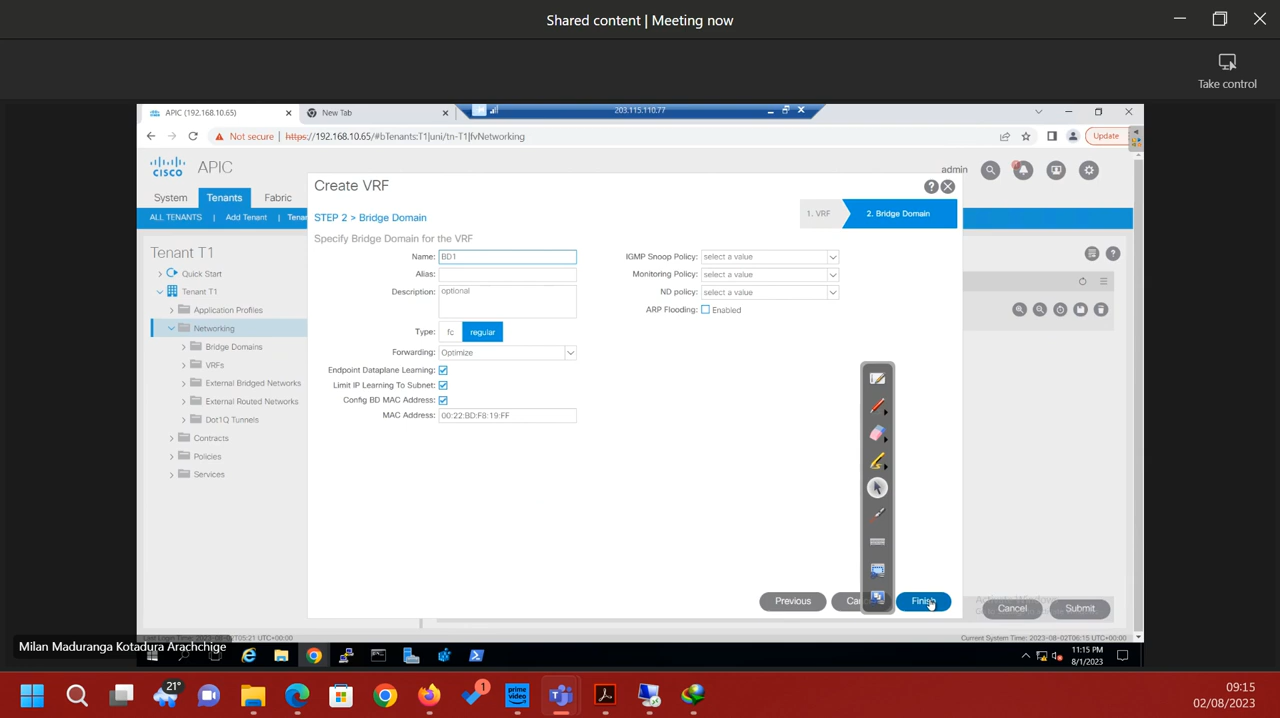 Shared content | Meeting now
Take control
APIC (192.168.10.65)
New Tab
203.115.110.77
Not secure
https://192.168.10.65/#bTenants:T1|uni/tn-T1|fvNetworking
Update
CISCO
APIC
admin
System
Tenants
Fabric
ALL TENANTS | Add Tenant | Tenan
Tenant T1
Quick Start
Tenant T1
Application Profiles
Networking
Bridge Domains
VRFs
External Bridged Networks
External Routed Networks
Dot1Q Tunnels
Contracts
Policies
Services
Create VRF
STEP 2 > Bridge Domain
1. VRF
2. Bridge Domain
Specify Bridge Domain for the VRF
Name: BD1
Alias:
Description: optional
Type: fc regular
Forwarding: Optimize
Endpoint Dataplane Learning:
Limit IP Learning To Subnet:
Config BD MAC Address:
MAC Address: 00:22:BD:F8:19:FF
IGMP Snoop Policy: select a value
Monitoring Policy: select a value
ND policy: select a value
ARP Flooding: Enabled
Previous
Can
Finish
Cancel
Submit
Current System Time: 2023-08-02T06:15 UTC+00:00
Milan Maduranga Kotadura Arachchige
11:15 PM
8/1/2023
21°
1
prime video
09:15
02/08/2023